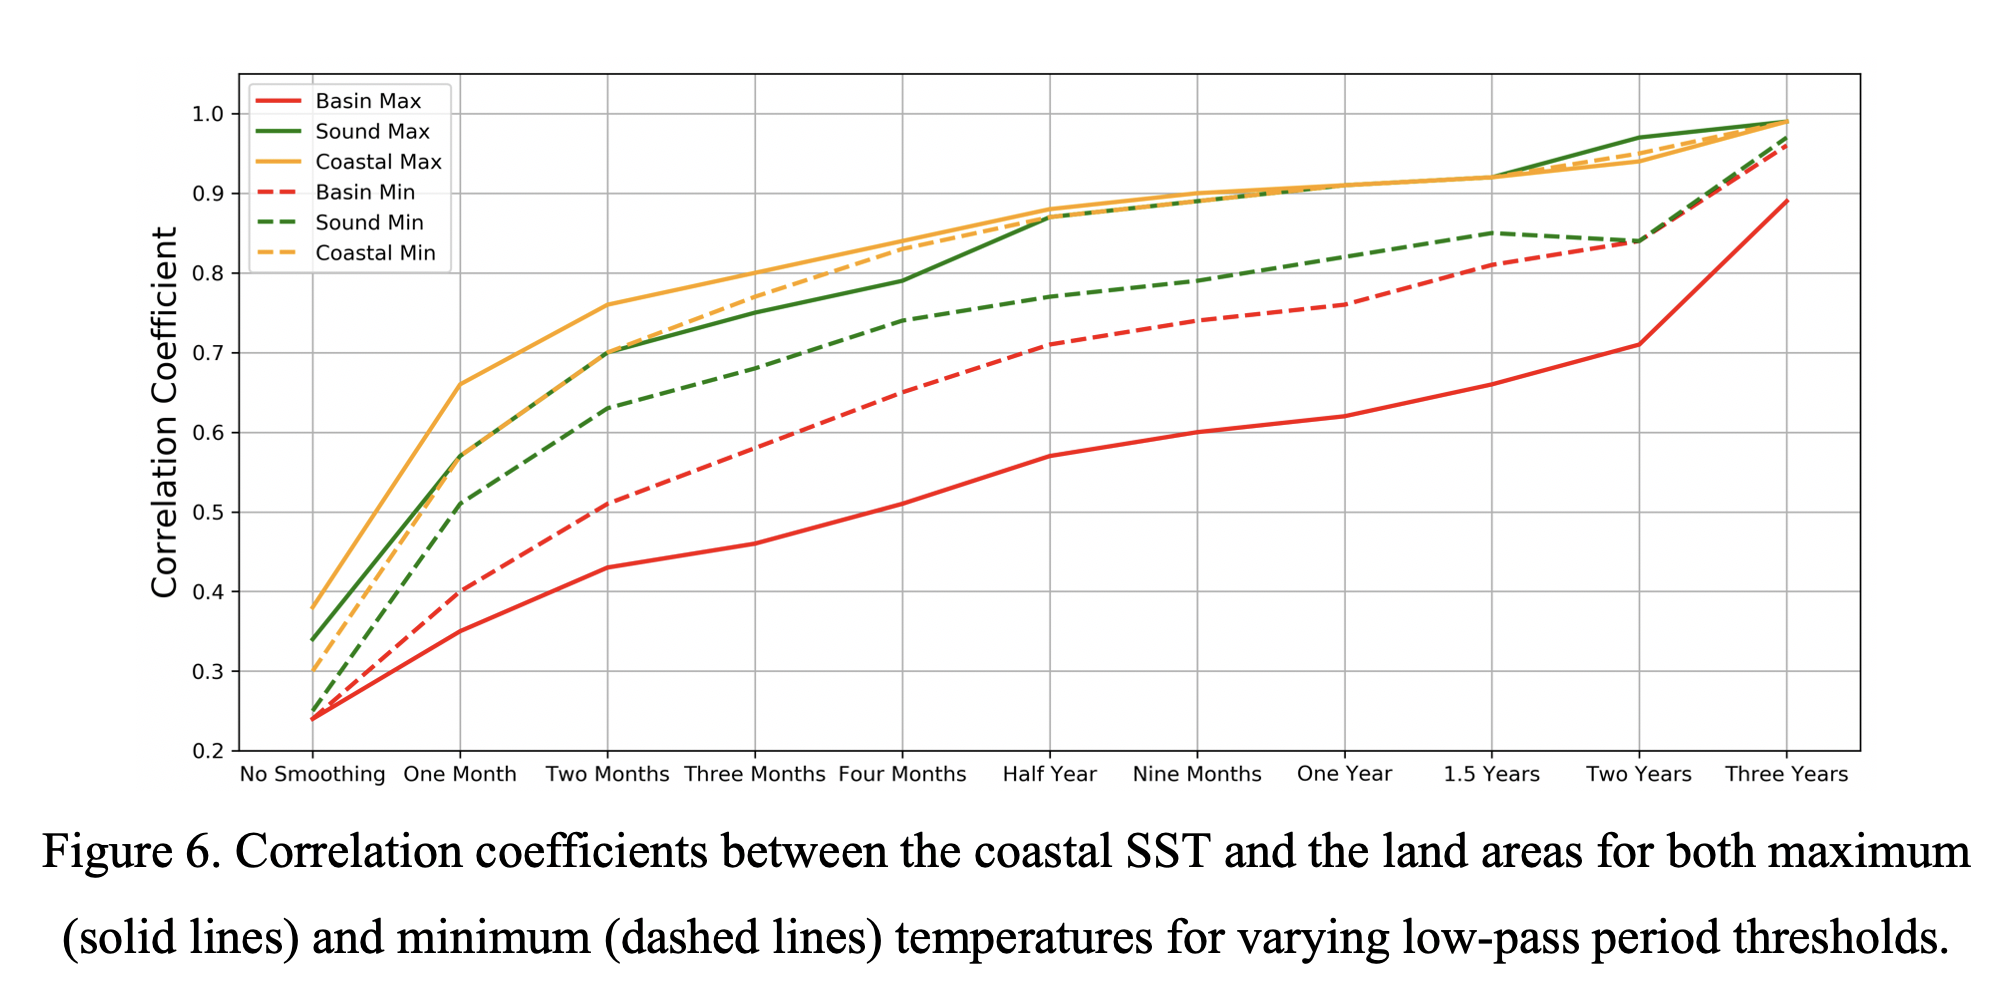 Basin Max
Sound Max
Coastal Max
Basin Min
Sound Min
Coastal Min
Correlation Coefficient
1.0
0.9
0.8
0.7
0.6
0.5
0.4
0.3
0.2
No Smoothing One Month Two Months Three Months Four Months Half Year Nine Months One Year 1.5 Years Two Years Three Years
Figure 6. Correlation coefficients between the coastal SST and the land areas for both maximum
(solid lines) and minimum (dashed lines) temperatures for varying low-pass period thresholds.